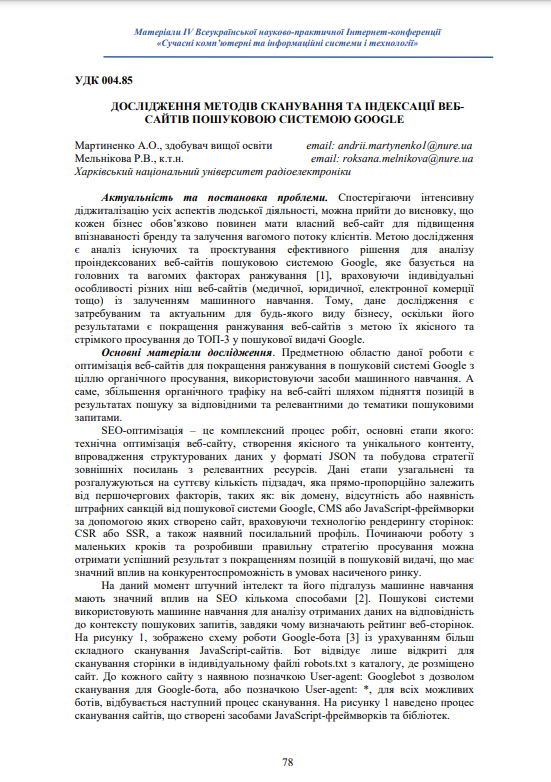 Матеріали IV Всеукраїнської науково-практичної Інтернет-конференції
«Сучасні комп’ютерні та інформаційні системи і технології»
УДК 004.85
ДОСЛІДЖЕННЯ МЕТОДІВ СКАНУВАННЯ ТА ІНДЕКСАЦІЇ ВЕБ-
САЙТІВ ПОШУКОВОЮ СИСТЕМОЮ GOOGLE
Мартиненко А.О., здобувач вищої освіти email: andrii.martynenko1@nure.ua
Мельнікова Р.В., к.т.н. email: roksana.melnikova@nure.ua
Харківський національний університет радіоелектроніки
Актуальність та постановка проблеми. Спостерігаючи інтенсивну
діджиталізацію усіх аспектів людської діяльності, можна прийти до висновку, що
кожен бізнес обов’язково повинен мати власний веб-сайт для підвищення
впізнаваності бренду та залучення вагомого потоку клієнтів. Метою дослідження
є аналіз існуючих та проєктування ефективного рішення для аналізу
проіндексованих веб-сайтів пошуковою системою Google, яке базується на
головних та вагомих факторах ранжування [1], враховуючи індивідуальні
особливості різних ніш веб-сайтів (медичної, юридичної, електронної комерції
тощо) із залученням машинного навчання. Тому, дане дослідження є
затребуваним та актуальним для будь-якого виду бізнесу, оскільки його
результатами є покращення ранжування веб-сайтів з метою їх якісного та
стрімкого просування до ТОП-3 у пошукової видачі Google.
Основні матеріали дослідження. Предметною областю даної роботи є
оптимізація веб-сайтів для покращення ранжування в пошуковій системі Google з
ціллю органічного просування, використовуючи засоби машинного навчання. А
саме, збільшення органічного трафіку на веб-сайті шляхом підняття позицій в
результатах пошуку за відповідними та релевантними до тематики пошуковими
запитами.
SEO-оптимізація – це комплексний процес робіт, основні етапи якого:
технічна оптимізація веб-сайту, створення якісного та унікального контенту,
впровадження структурованих даних у форматі JSON та побудова стратегії
зовнішніх посилань з релевантних ресурсів. Дані етапи узагальнені та
розгалужуються на суттєву кількість підзадач, яка прямо-пропорційно залежить
від першочергових факторів, таких як: вік домену, відсутність або наявність
штрафних санкцій від пошукової системи Google, CMS або JavaScript-фреймворки
за допомогою яких створено сайт, враховуючи технологію рендерингу сторінок:
CSR або SSR, а також наявний посилальний профіль. Починаючи роботу з
маленьких кроків та розробивши правильну стратегію просування можна
отримати успішний результат з покращенням позицій в пошуковій видачі, що має
значний вплив на конкурентоспроможність в умовах насиченого ринку.
На даний момент штучний інтелект та його підгалузь машинне навчання
мають значний вплив на SEO кількома способами [2]. Пошукові системи
використовують машинне навчання для аналізу отриманих даних на відповідність
до контексту пошукових запитів, завдяки чому визначають рейтинг веб-сторінок.
На рисунку 1, зображено схему роботи Google-бота [3] із урахуванням більш
складного сканування JavaScript-сайтів. Бот відвідує лише відкриті для
сканування сторінки в індивідуальному файлі robots.txt з каталогу, де розміщено
сайт. До кожного сайту з наявною позначкою User-agent: Googlebot з дозволом
сканування для Google-бота, або позначкою User-agent: *, для всіх можливих
ботів, відбувається наступний процес сканування. На рисунку 1 наведено процес
сканування сайтів, що створені засобами JavaScript-фреймворків та бібліотек.
78